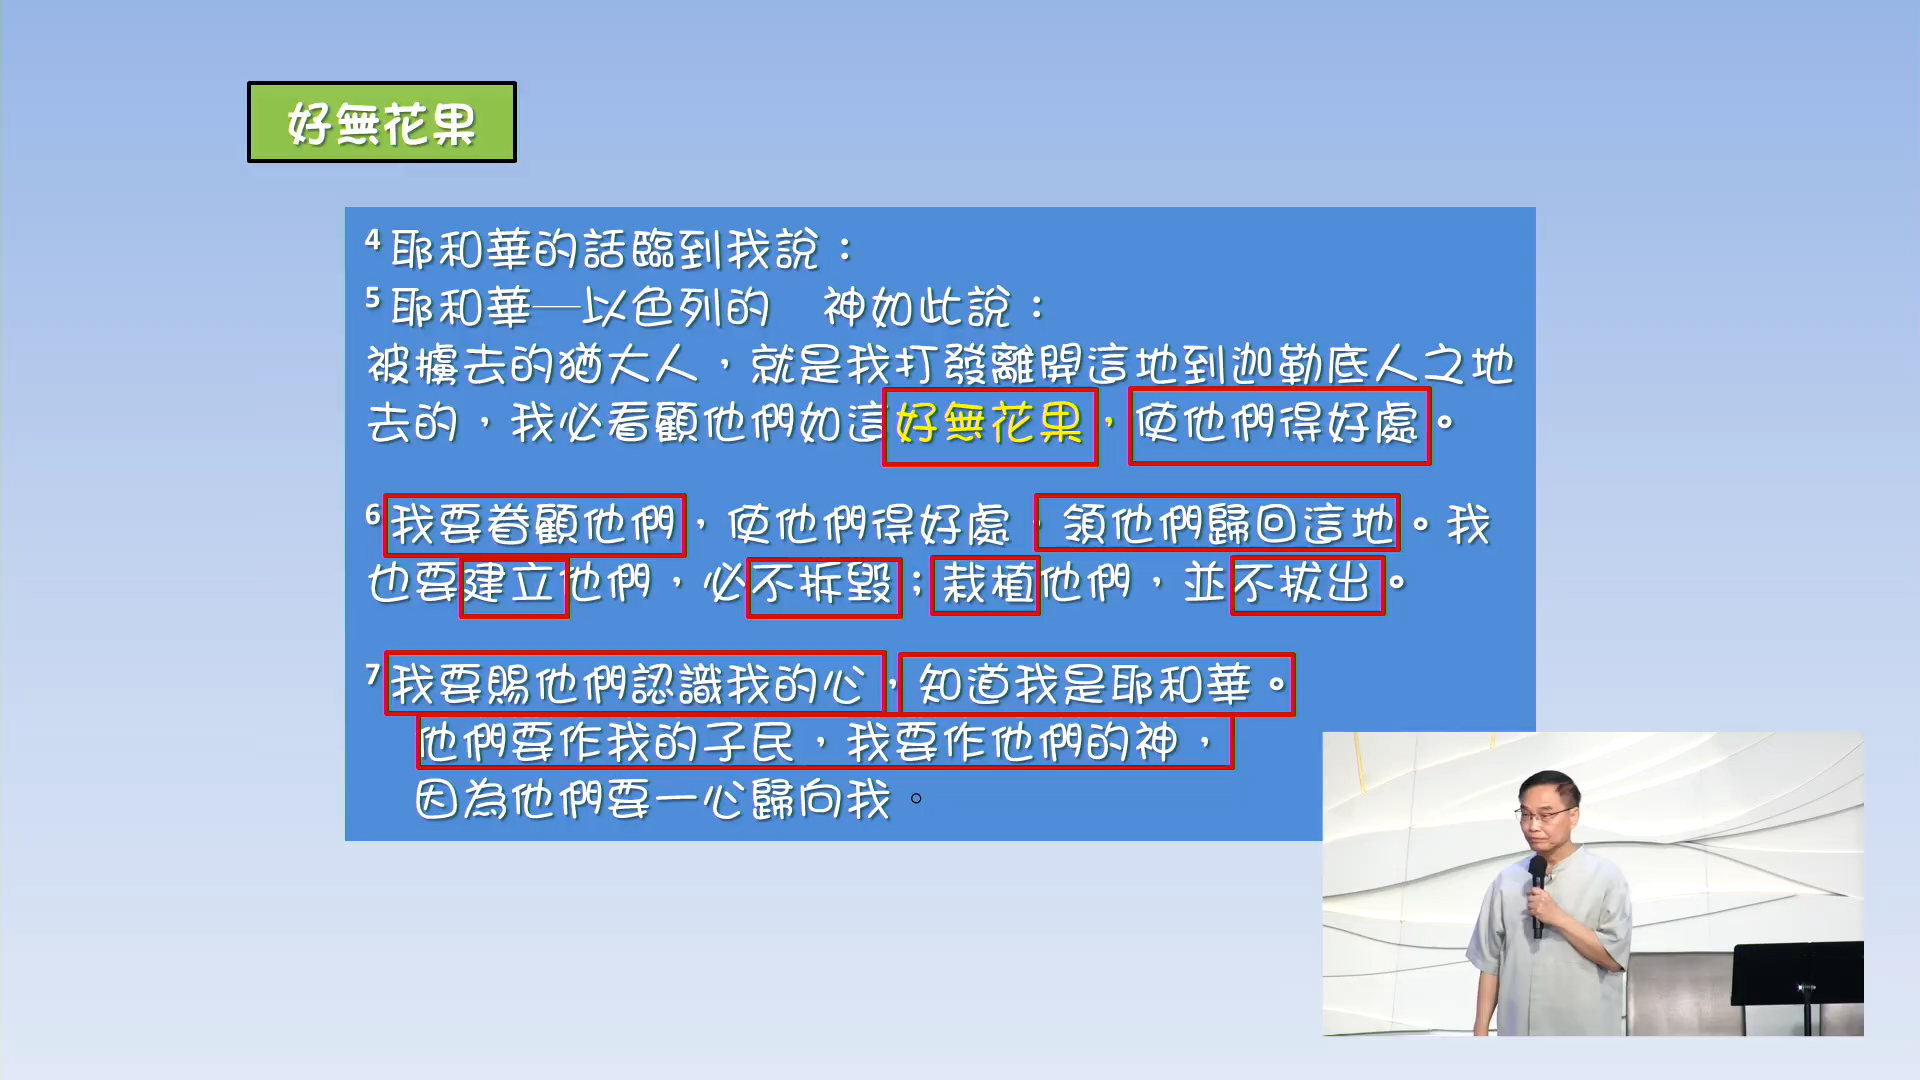 好無花果
4 耶和華的話臨到我說：
5 耶和華—以色列的　神如此說：
被擄去的猶大人，就是我打發離開這地到迦勒底人之地
去的，我必看顧他們如這好無花果，使他們得好處。
6 我要眷顧他們，使他們得好處，領他們歸回這地。我
也要建立他們，必不拆毀；栽植他們，並不拔出。
7 我要賜他們認識我的心，知道我是耶和華。
他們要作我的子民，我要作他們的神，
因為他們要一心歸向我。